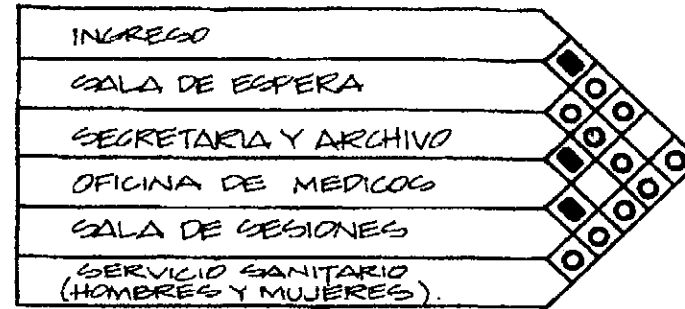 INGRESO
SALA DE ESPERA
SECRETARIA Y ARCHIVO
OFICINA DE MEDICOS
SALA DE SESIONES
SERVICIO SANITARIO
(HOMBRES Y MUJERES).